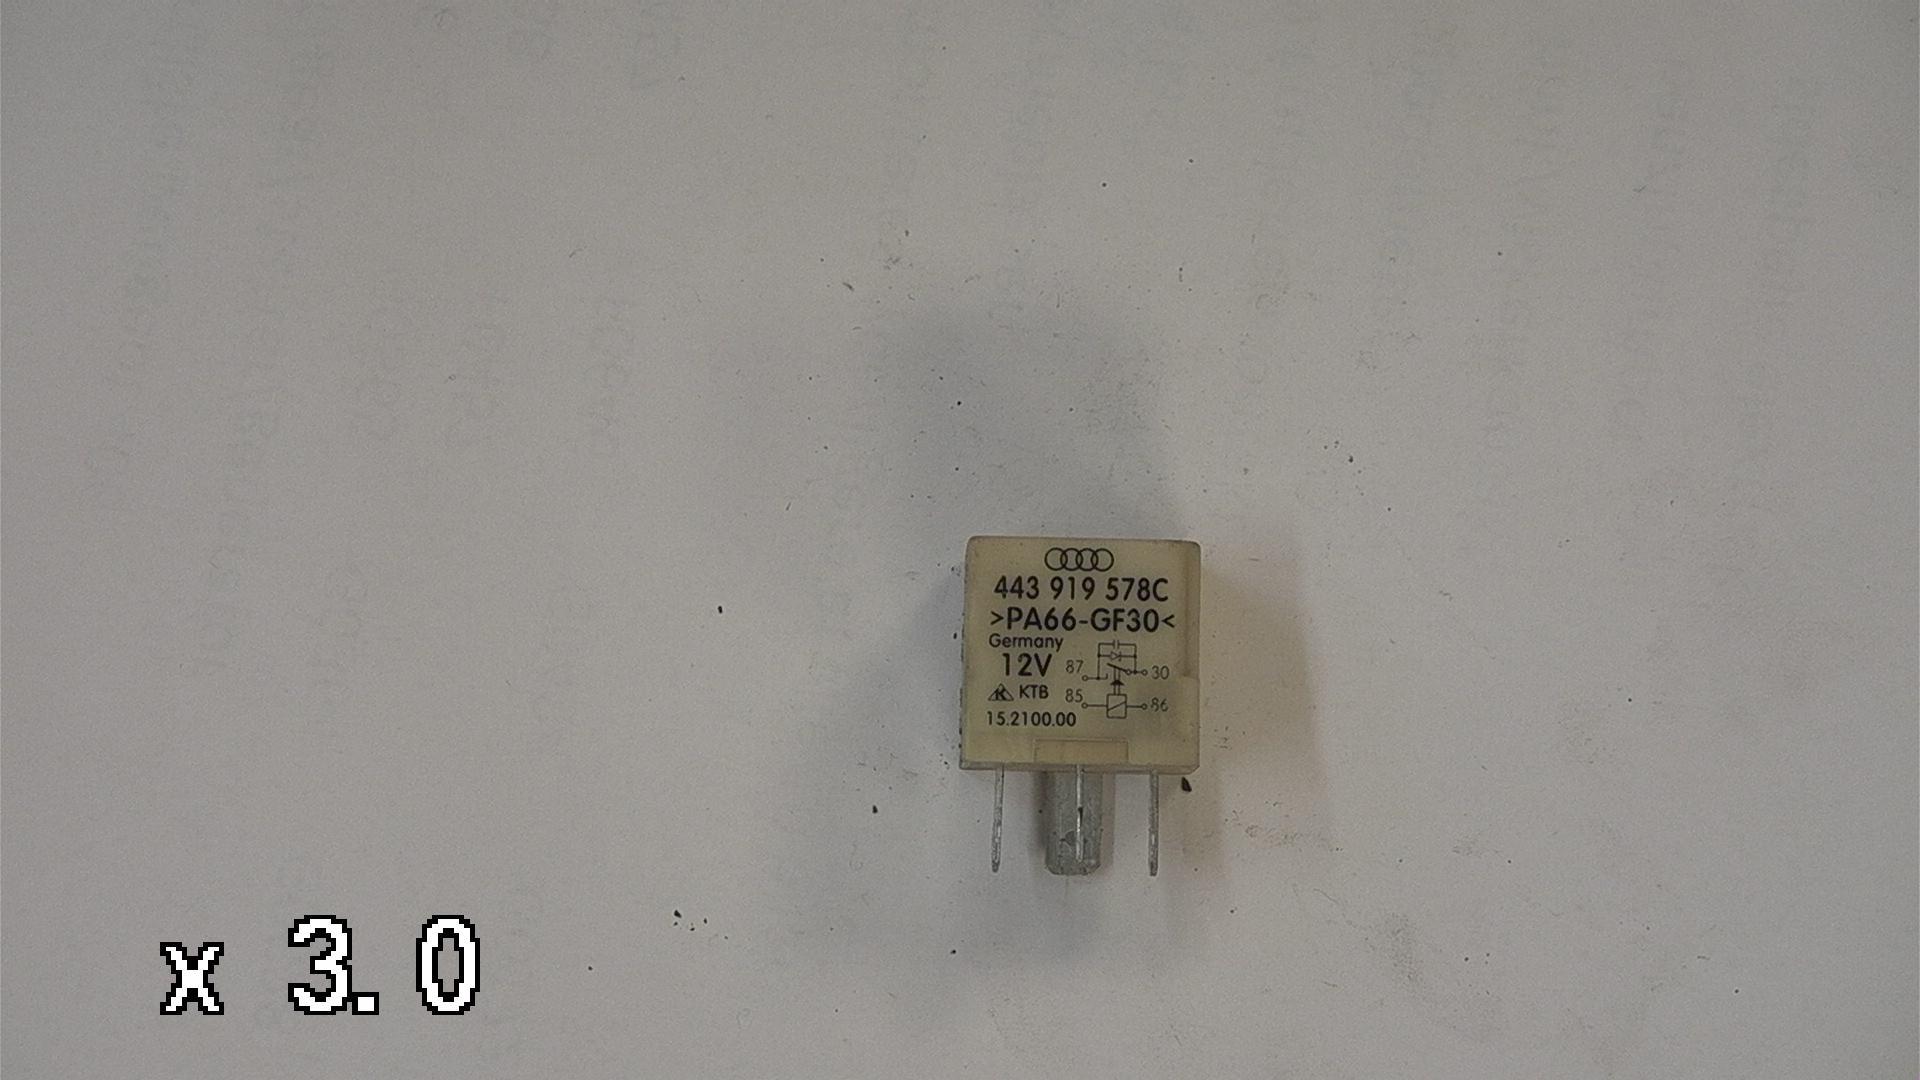 443 919 578C
>PA66-GF30<
Germany
12V
87
30
KTB
85
86
15.2100.00
x 3.0